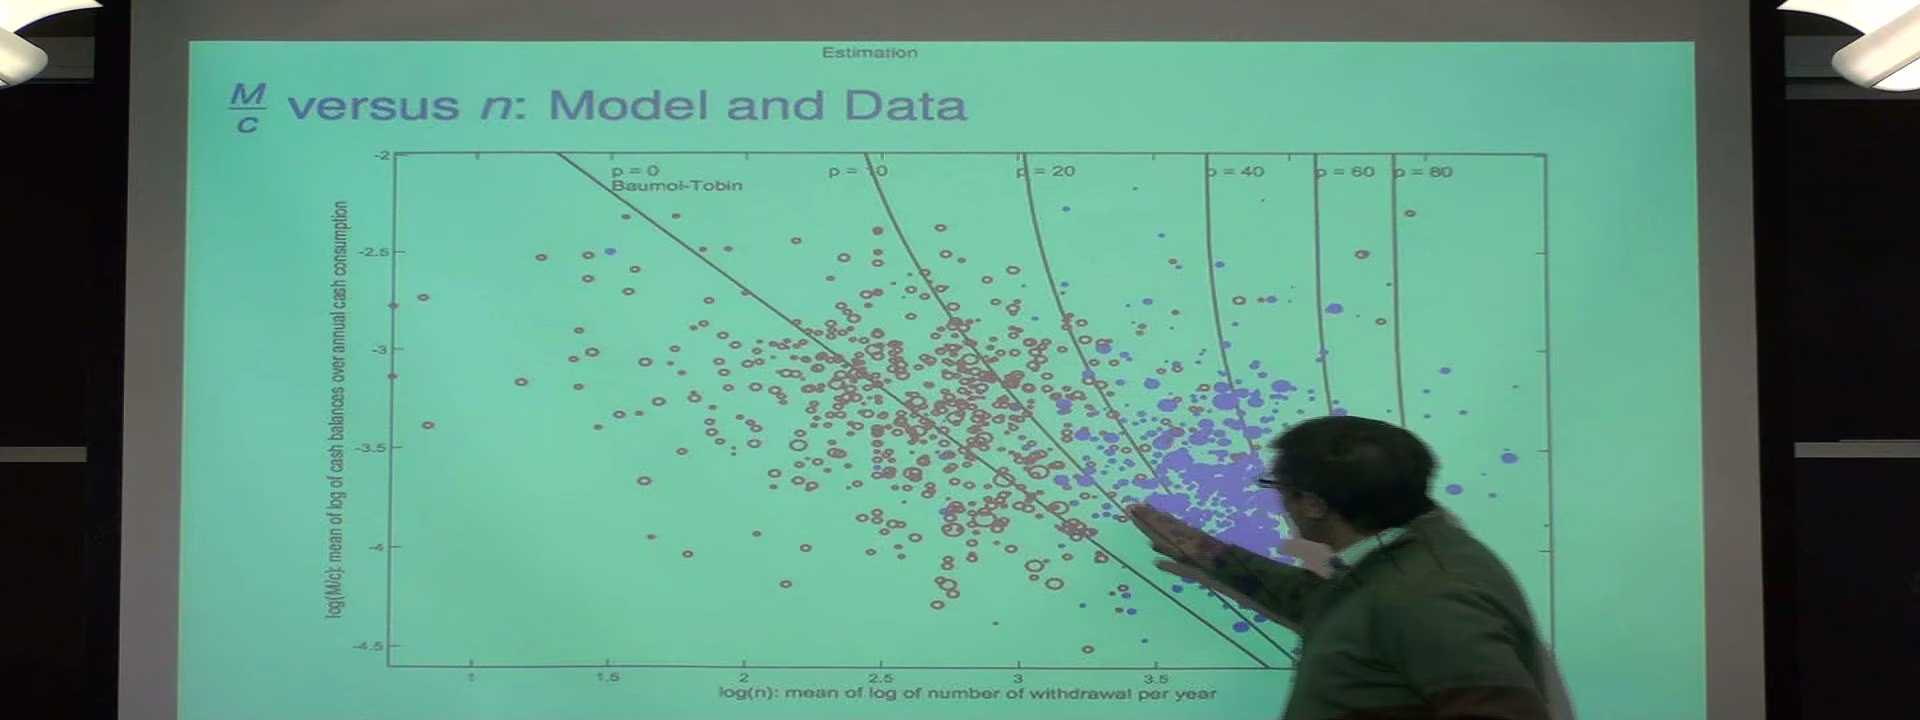 Estimation
M/c versus n: Model and Data
p = 0
Baumol-Tobin
p = 10
p = 20
p = 40
p = 60
p = 80
-2
-2.5
-3
-3.5
-4
-4.5
log(M/c): mean of log of cash balances over annual cash consumption
1
1.5
2
2.5
3
3.5
log(n): mean of log of number of withdrawal per year